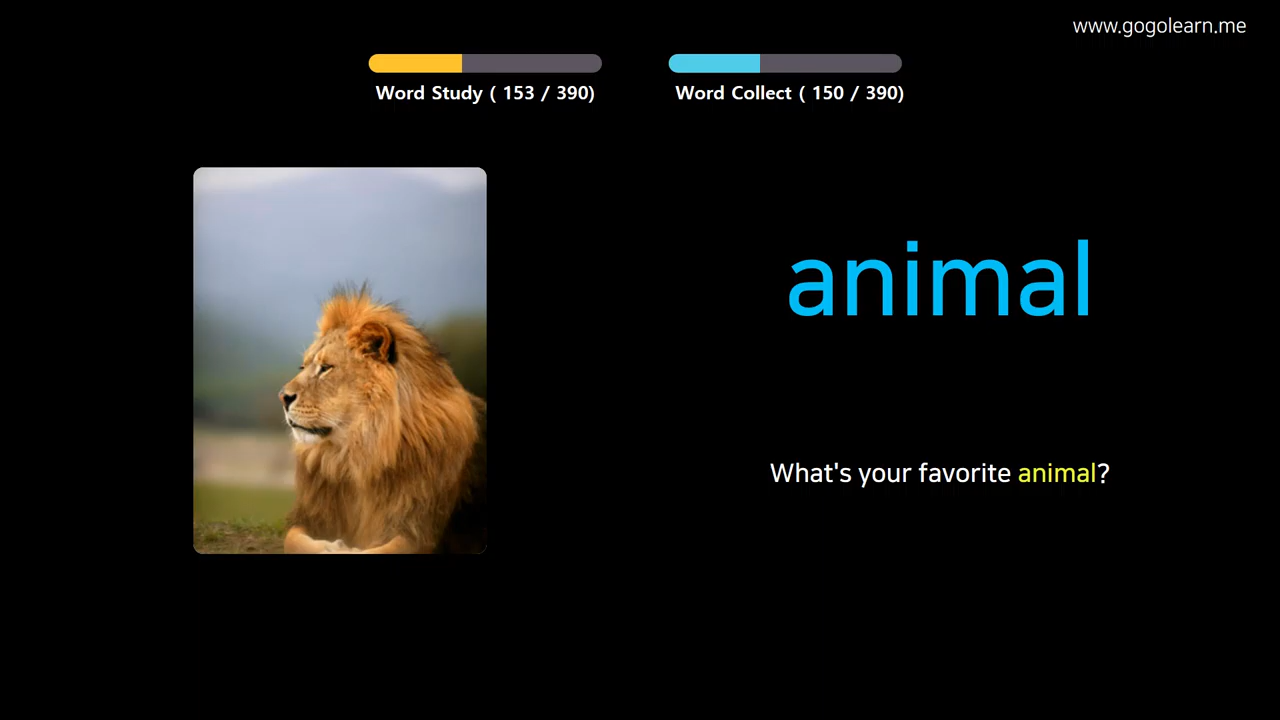 www.gogolearn.me
Word Study ( 153 / 390)
Word Collect ( 150 / 390)
animal
What's your favorite animal?